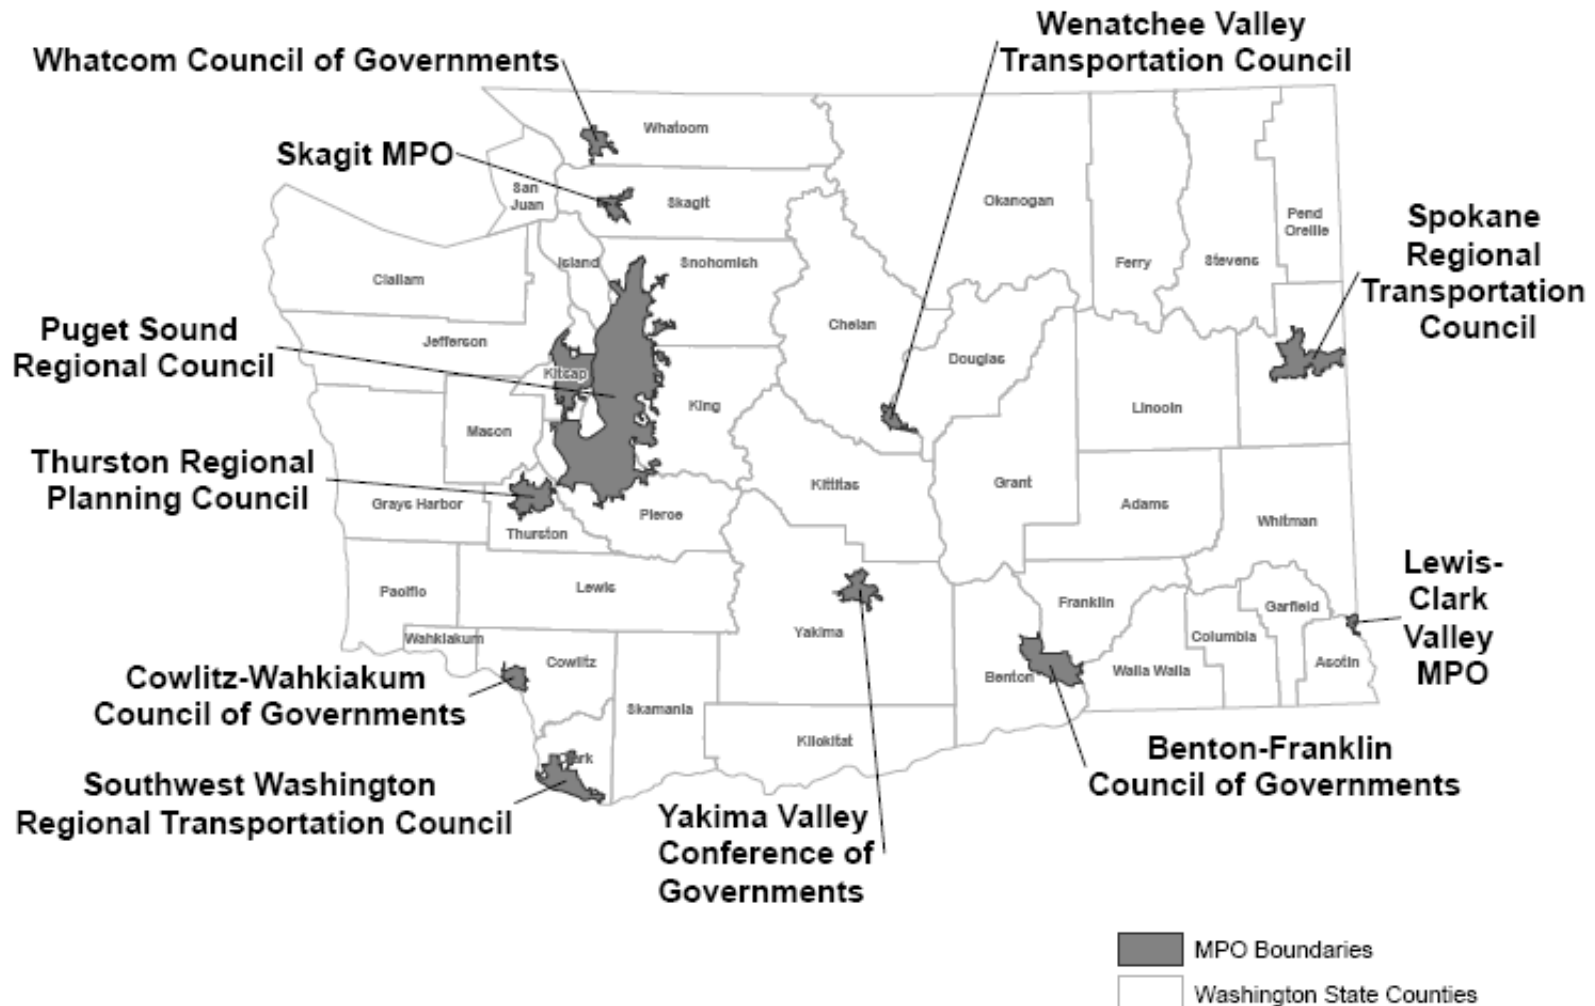 Wenatchee Valley
Transportation Council
Whatcom Council of Governments
Skagit MPO
Spokane
Regional
Transportation
Council
Puget Sound
Regional Council
Thurston Regional
Planning Council
Lewis-
Clark
Valley
MPO
Cowlitz-Wahkiakum
Council of Governments
Southwest Washington
Regional Transportation Council
Yakima Valley
Conference of
Governments
Benton-Franklin
Council of Governments
Whatcom
San
Juan
Skagit
Okanogan
Pend
Oreille
Island
Snohomish
Ferry
Stevens
Clallam
Chelan
Jefferson
Douglas
Kitsap
King
Lincoln
Mason
Grays Harbor
Kittitas
Grant
Adams
Pierce
Whitman
Thurston
Pacific
Lewis
Franklin
Garfield
Wahkiakum
Yakima
Columbia
Cowlitz
Benton
Walla Walla
Asotin
Skamania
Klickitat
ark
MPO Boundaries
Washington State Counties